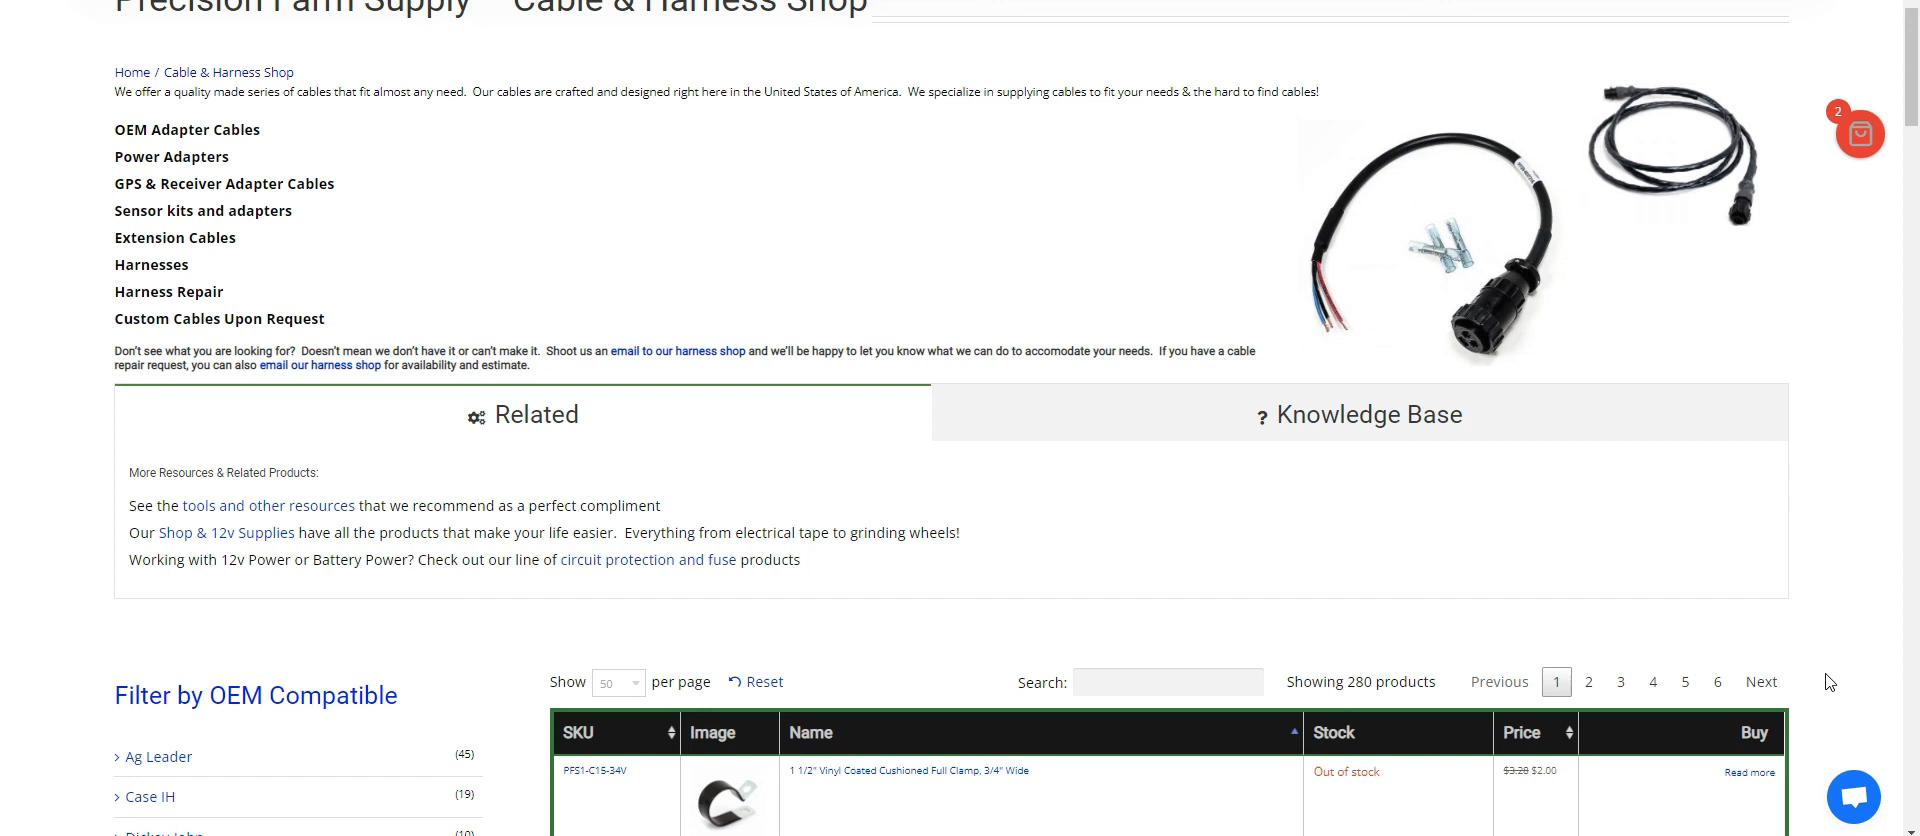 Precision Farm Supply – Cable & Harness Shop
Home / Cable & Harness Shop
We offer a quality made series of cables that fit almost any need. Our cables are crafted and designed right here in the United States of America. We specialize in supplying cables to fit your needs & the hard to find cables!
2
OEM Adapter Cables
Power Adapters
GPS & Receiver Adapter Cables
Sensor kits and adapters
Extension Cables
Harnesses
Harness Repair
Custom Cables Upon Request
Don't see what you are looking for? Doesn't mean we don't have it or can't make it. Shoot us an email to our harness shop and we'll be happy to let you know what we can do to accomodate your needs. If you have a cable
repair request, you can also email our harness shop for availability and estimate.
Related
? Knowledge Base
More Resources & Related Products:
See the tools and other resources that we recommend as a perfect compliment
Our Shop & 12v Supplies have all the products that make your life easier. Everything from electrical tape to grinding wheels!
Working with 12v Power or Battery Power? Check out our line of circuit protection and fuse products
Filter by OEM Compatible
Ag Leader (45)
Case IH (19)
Dickey John (10)
Show 50 per page Reset Search: Showing 280 products Previous 1 2 3 4 5 6 Next
SKU Image Name Stock Price Buy
PFS1-C15-34V 1 1/2" Vinyl Coated Cushioned Full Clamp, 3/4" Wide Out of stock $3.28 $2.00 Read more